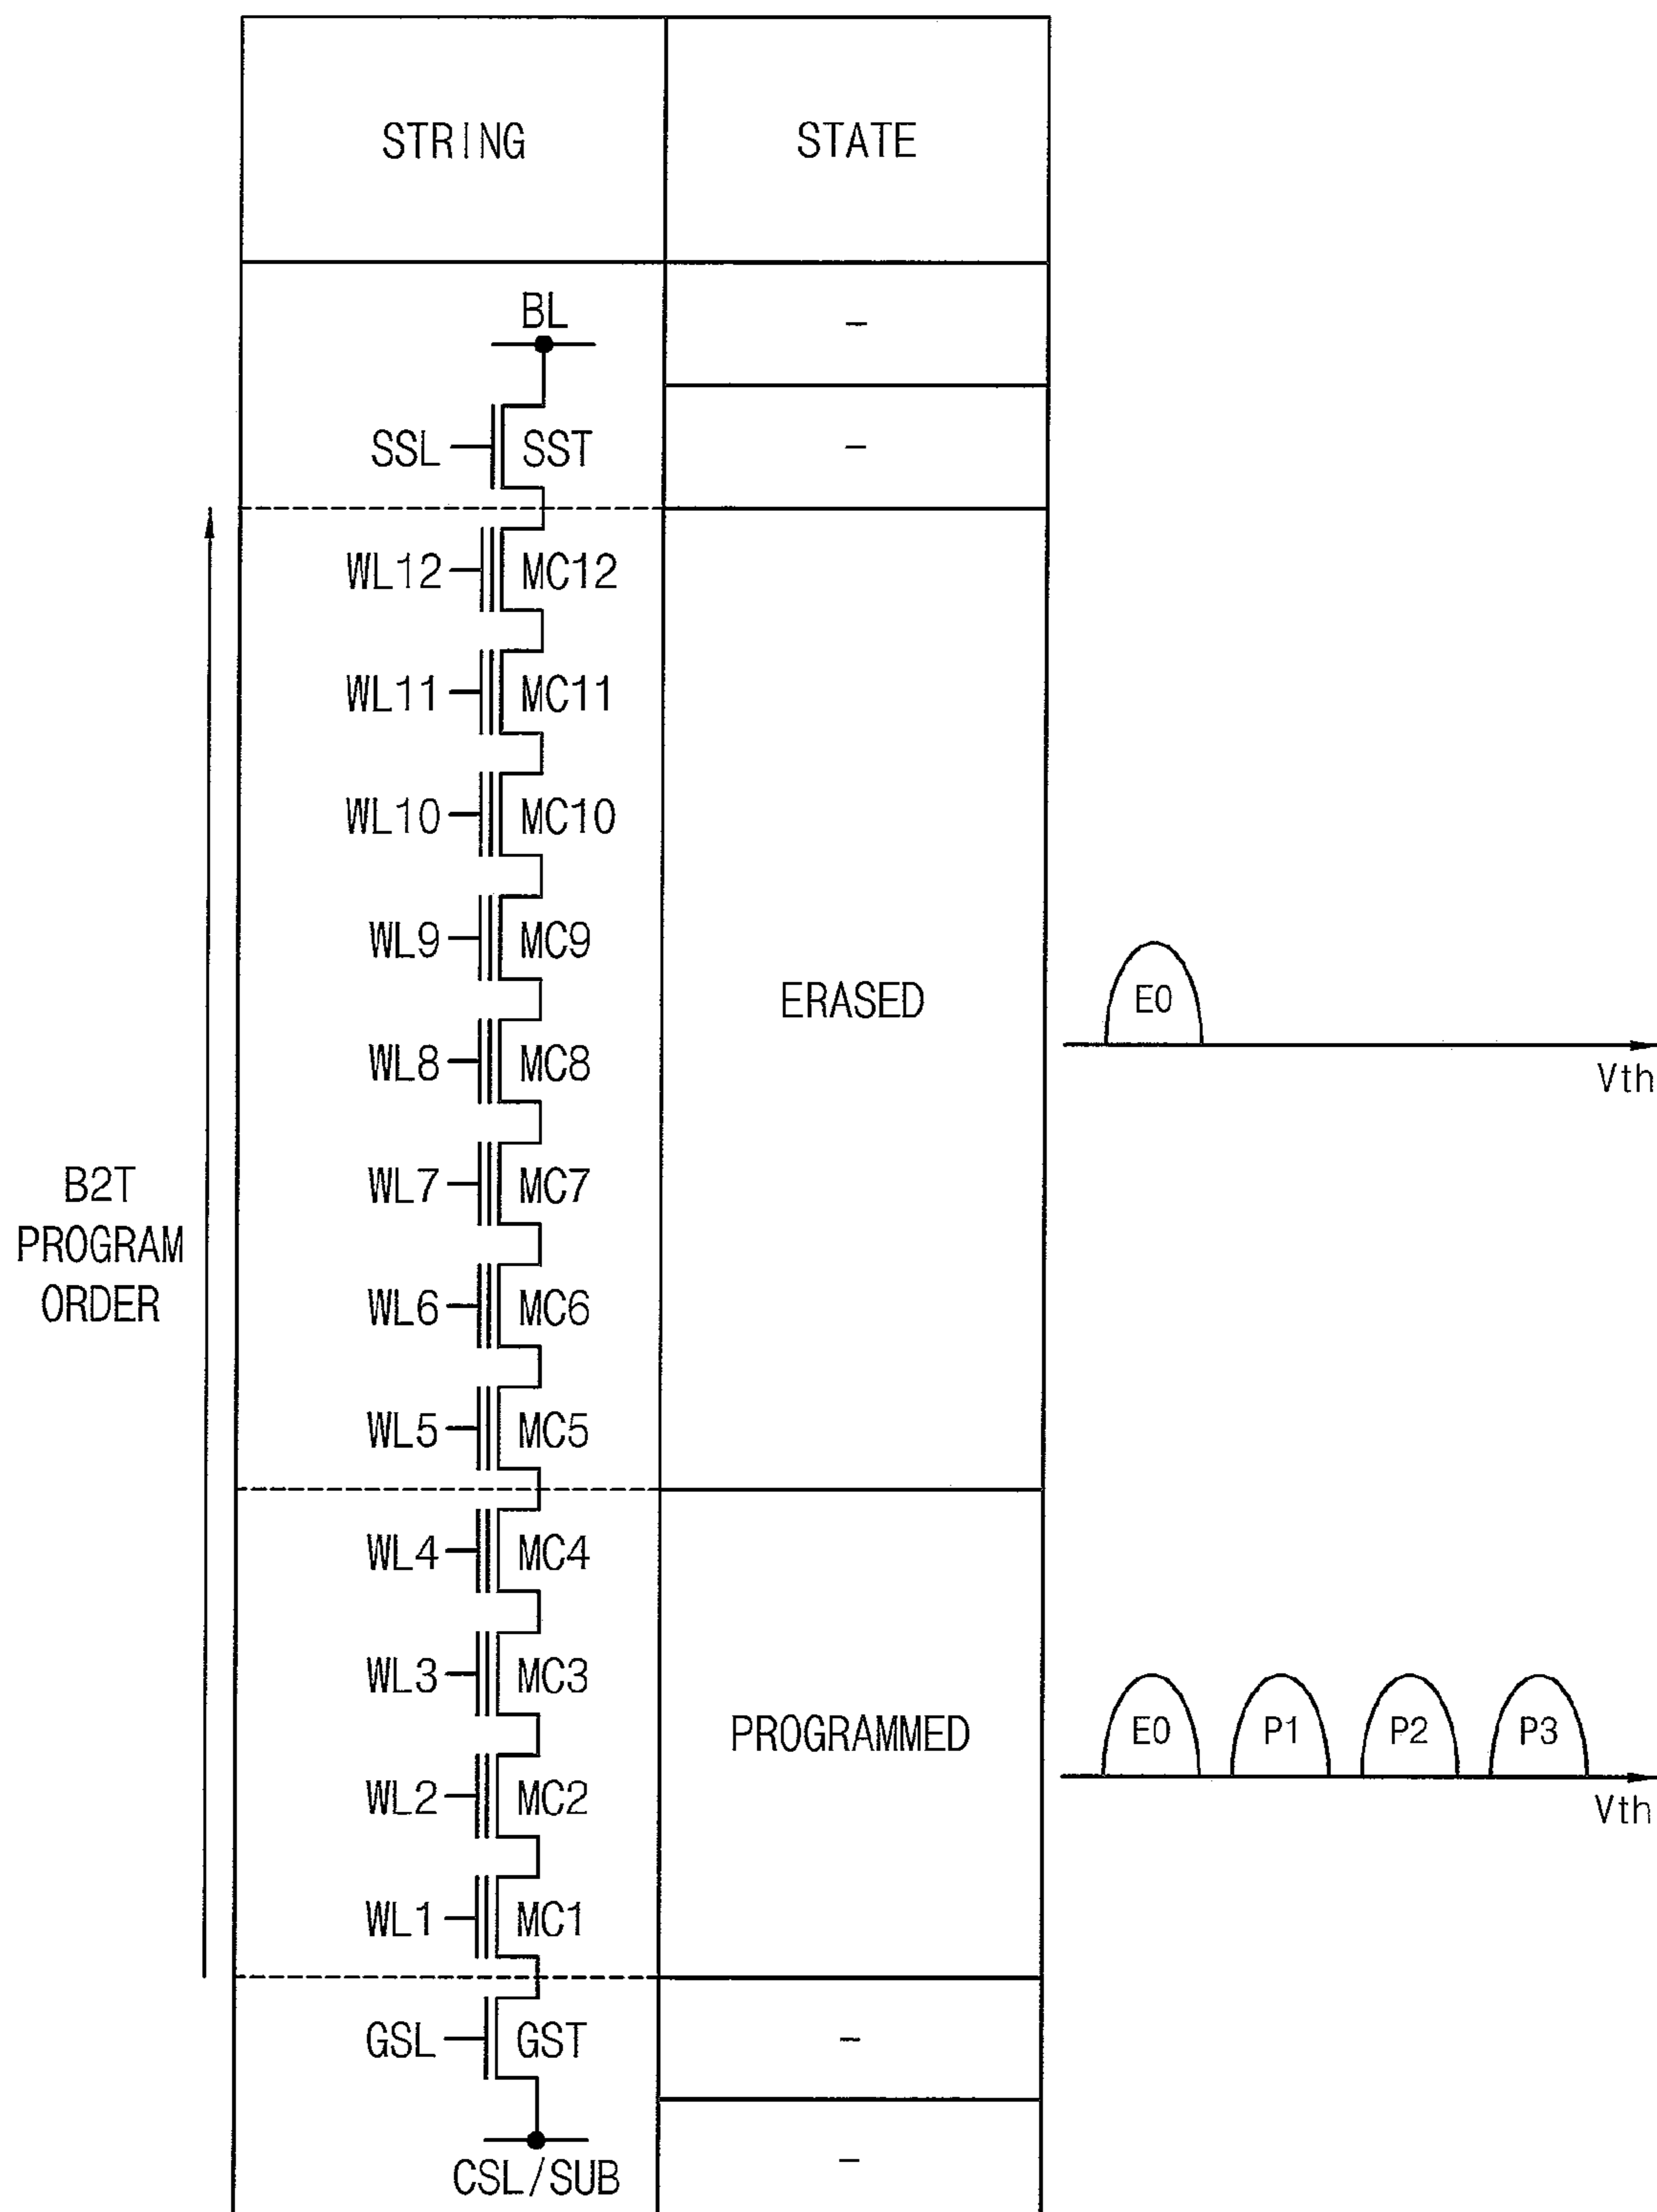 STRING STATE
BL -
SSL SST -
WL12 MC12
WL11 MC11
WL10 MC10
WL9 MC9
E0
ERASED
WL8 MC8
Vth
WL7 MC7
B2T
PROGRAM
ORDER
WL6 MC6
WL5 MC5
WL4 MC4
WL3 MC3
PROGRAMMED
E0 P1 P2 P3
WL2 MC2
Vth
WL1 MC1
GSL GST -
CSL/SUB -